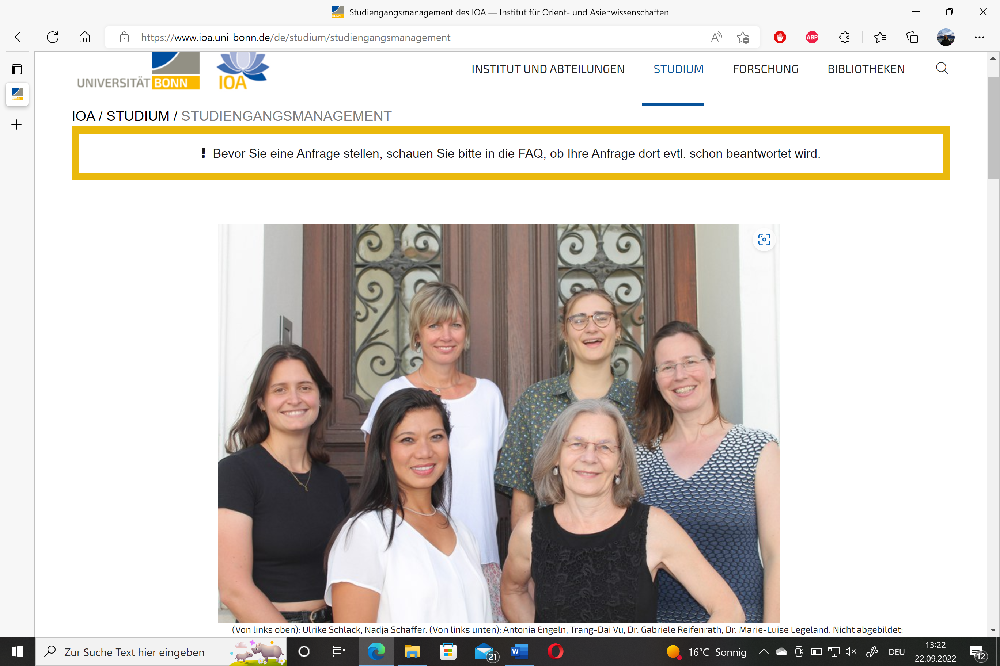 Studiengangsmanagement des IOA — Institut für Orient- und Asienwissenschaften
https://www.ioa.uni-bonn.de/de/studium/studiengangsmanagement
ABP
UNIVERSITÄT BONN
IOA
INSTITUT UND ABTEILUNGEN
STUDIUM
FORSCHUNG
BIBLIOTHEKEN
BONN
IOA / STUDIUM / STUDIENGANGSMANAGEMENT
! Bevor Sie eine Anfrage stellen, schauen Sie bitte in die FAQ, ob Ihre Anfrage dort evtl. schon beantwortet wird.
(Von links oben): Ulrike Schlack, Nadja Schaffer. (Von links unten): Antonia Engeln, Trang-Dai Vu, Dr. Gabriele Reifenrath, Dr. Marie-Luise Legeland. Nicht abgebildet:
Zur Suche Text hier eingeben
21
W
16°C Sonnig
DEU
13:22
22.09.2022
12